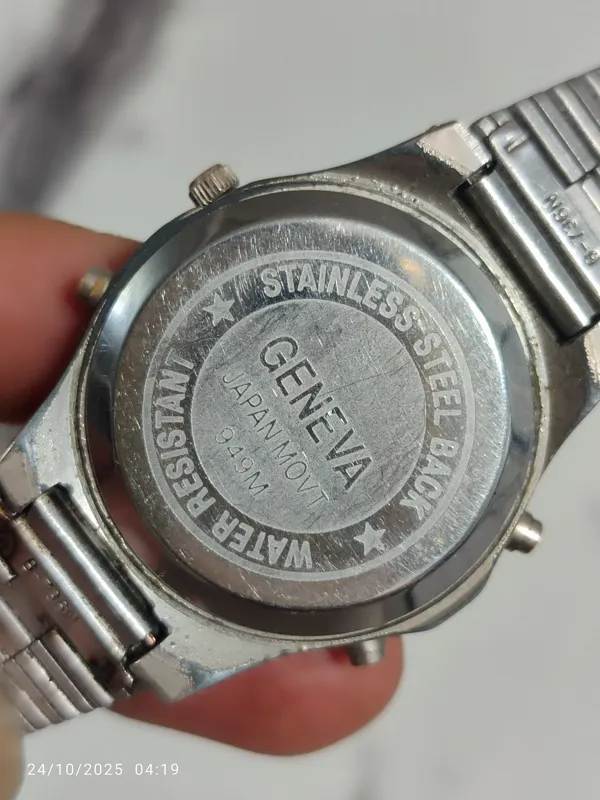 STAINLESS STEEL BACK
WATER RESISTANT
GENEVA
JAPAN MOVT
949M
24/10/2025 04:19